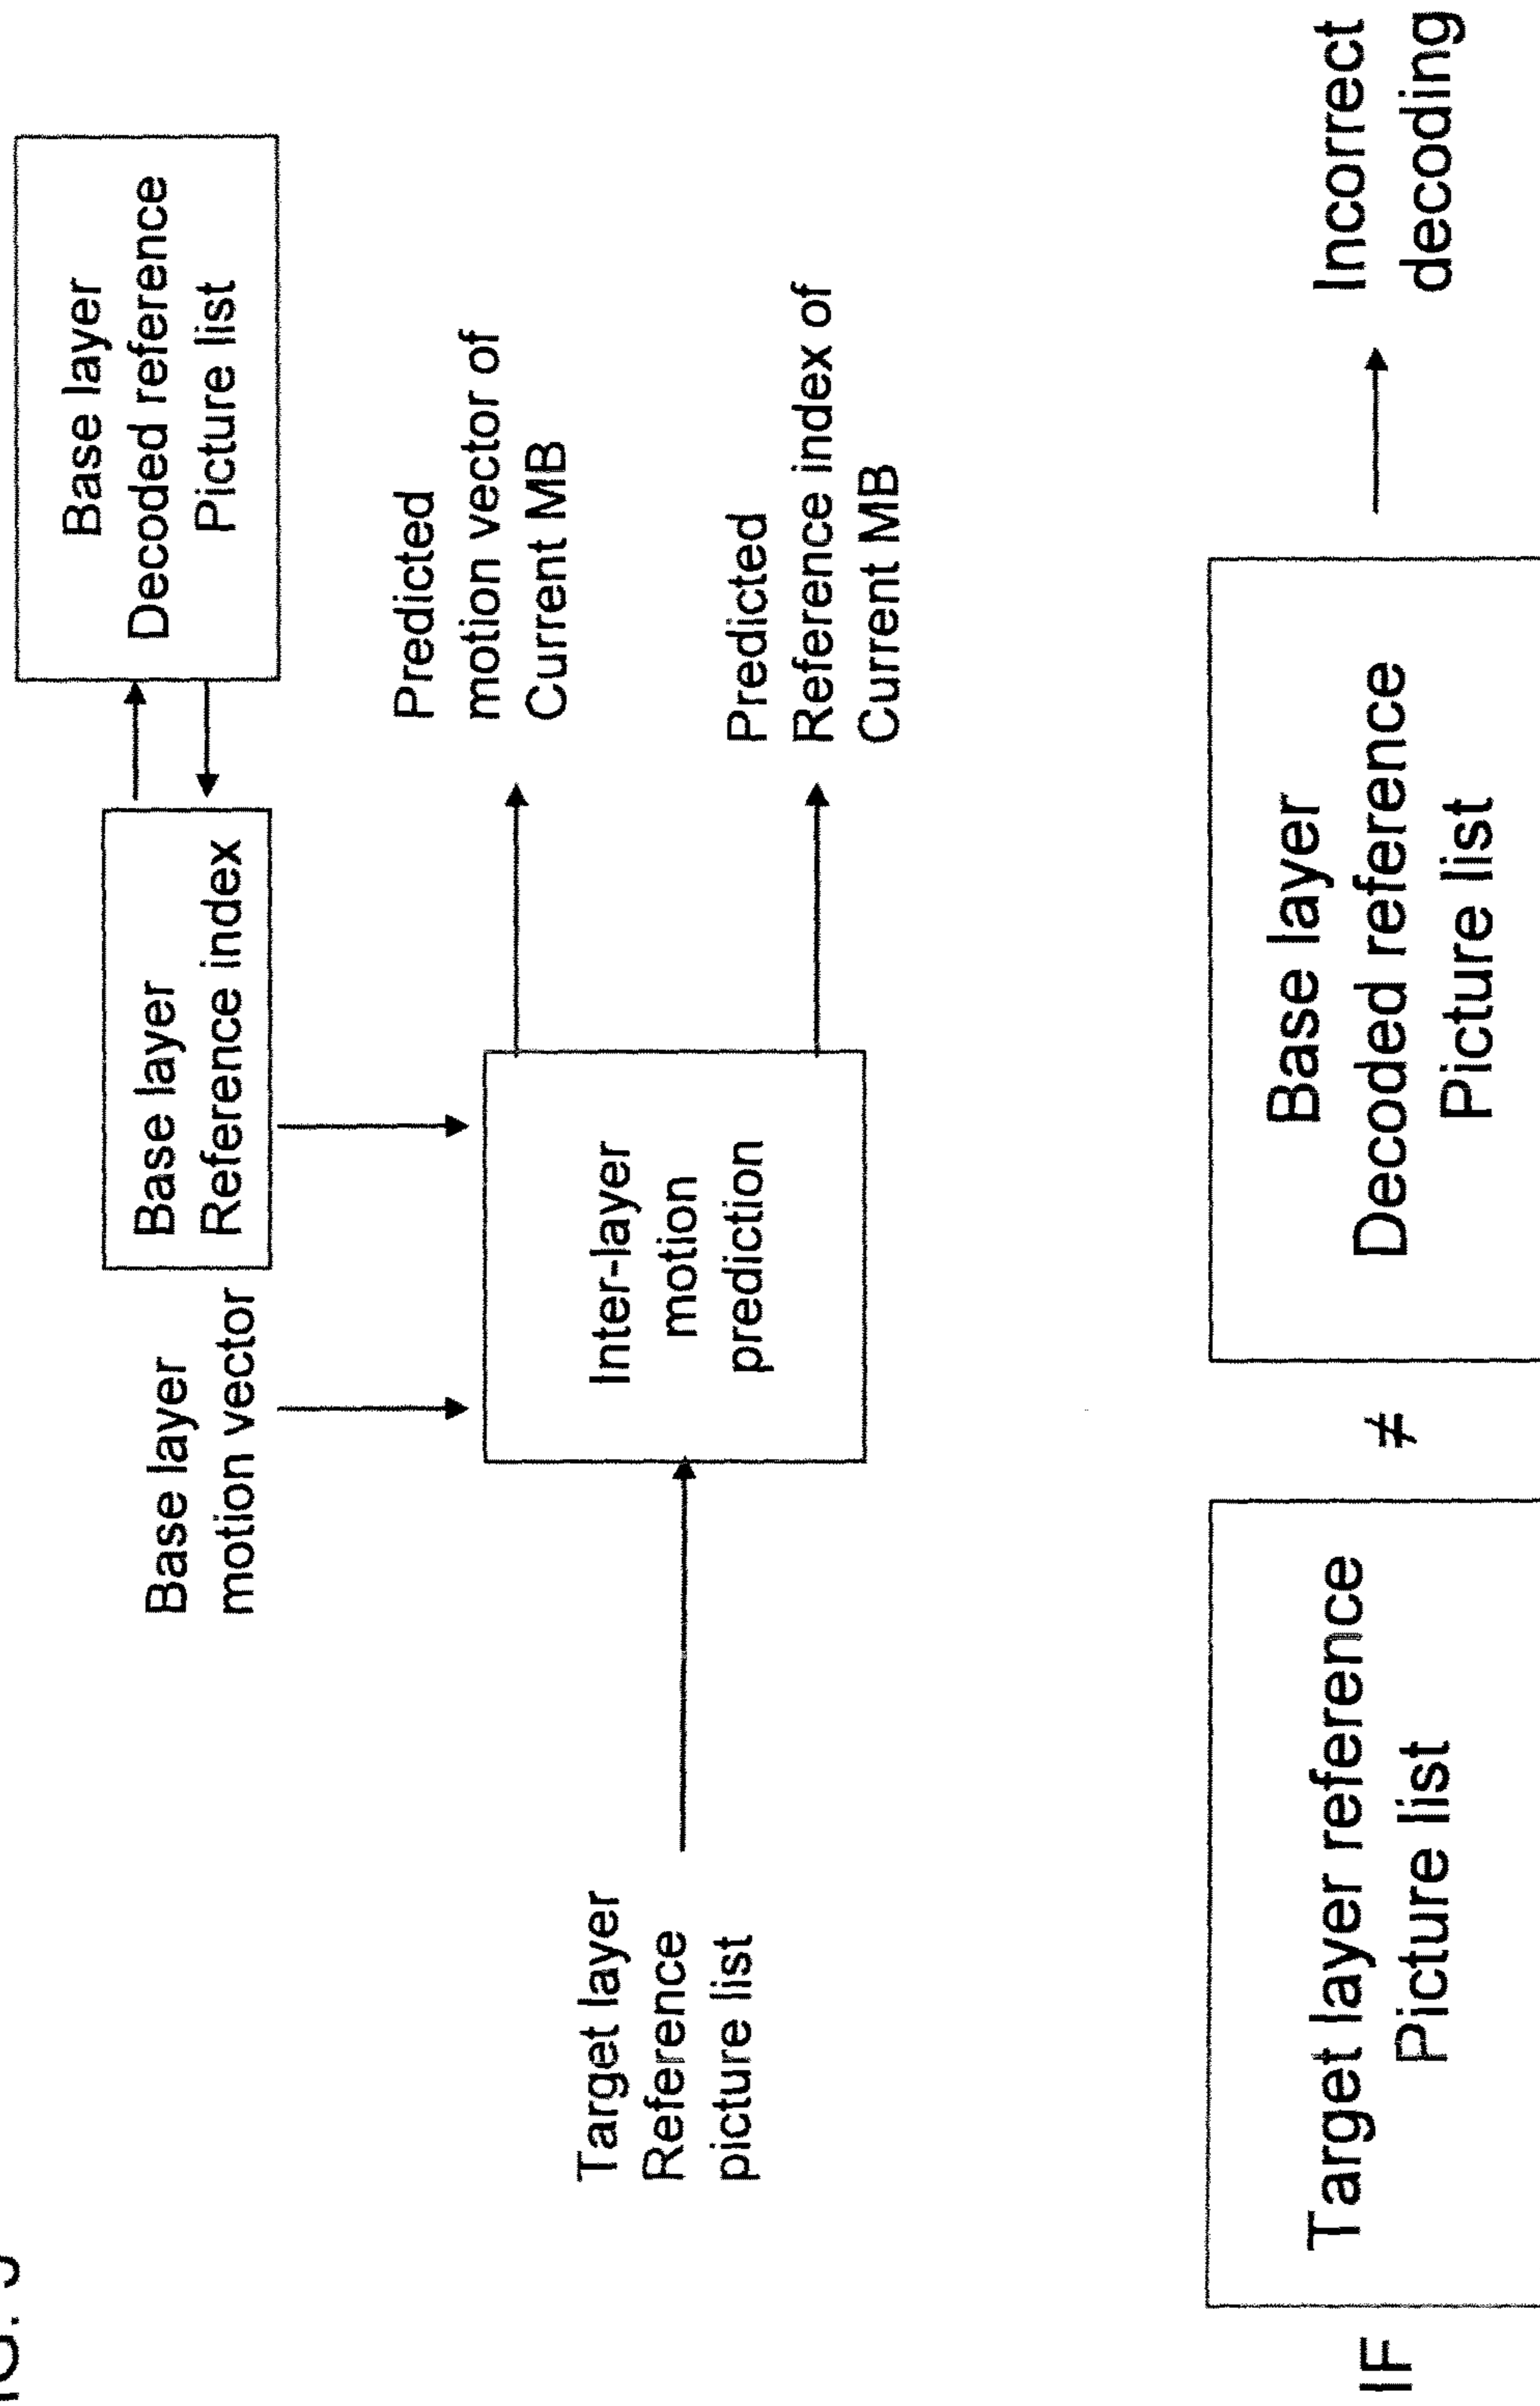 Base layer
motion vector
Base layer
Reference index
Base layer
Decoded reference
Picture list
Target layer
Reference
picture list
Inter-layer
motion
prediction
Predicted
motion vector of
Current MB
Predicted
Reference index of
Current MB
IF
Target layer reference
Picture list
≠
Base layer
Decoded reference
Picture list
Incorrect
decoding